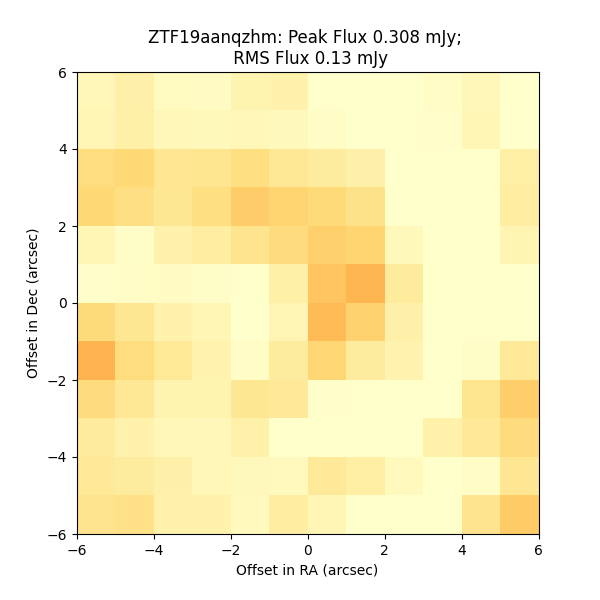 ZTF19aanqzhm: Peak Flux 0.308 mJy;
RMS Flux 0.13 mJy
6
4
2
0
−2
−4
−6
Offset in Dec (arcsec)
−6 −4 −2 0 2 4 6
Offset in RA (arcsec)